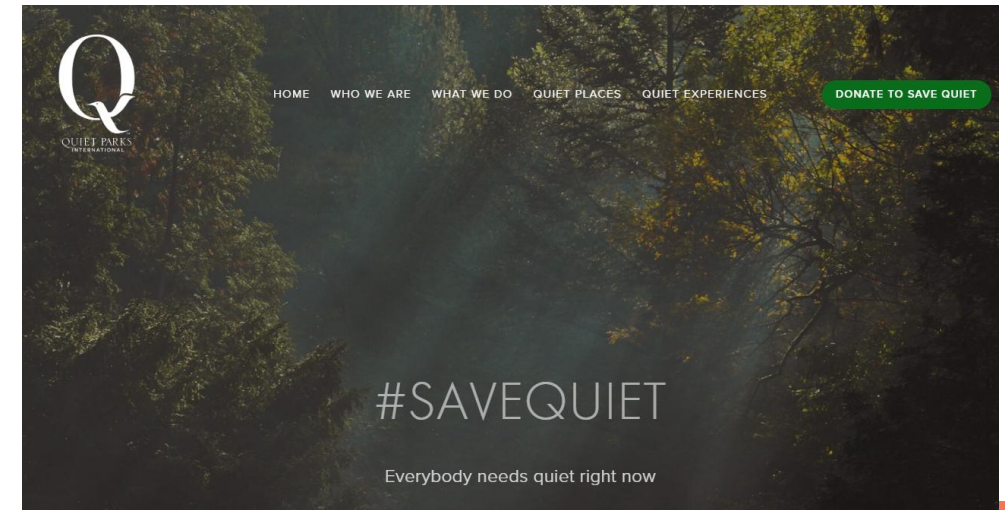 QUIET PARKS
INTERNATIONAL
HOME WHO WE ARE WHAT WE DO QUIET PLACES QUIET EXPERIENCES DONATE TO SAVE QUIET
#SAVEQUIET
Everybody needs quiet right now